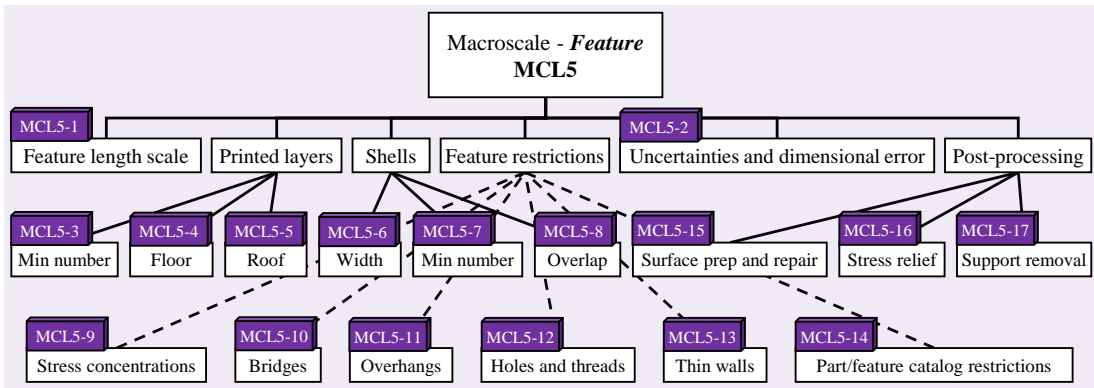 Macroscale - Feature
MCL5
MCL5-1
MCL5-2
Feature length scale
Printed layers
Shells
Feature restrictions
Uncertainties and dimensional error
Post-processing
MCL5-3
MCL5-4
MCL5-5
MCL5-6
MCL5-7
MCL5-8
MCL5-15
MCL5-16
MCL5-17
Min number
Floor
Roof
Width
Min number
Overlap
Surface prep and repair
Stress relief
Support removal
MCL5-9
MCL5-10
MCL5-11
MCL5-12
MCL5-13
MCL5-14
Stress concentrations
Bridges
Overhangs
Holes and threads
Thin walls
Part/feature catalog restrictions